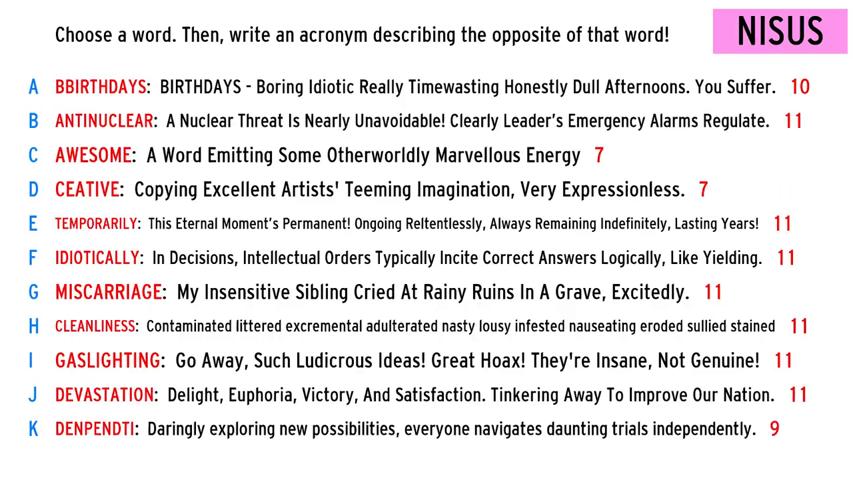 Choose a word. Then, write an acronym describing the opposite of that word!
NISUS
A BBIRTHDAYS: BIRTHDAYS - Boring Idiotic Really Timewasting Honestly Dull Afternoons. You Suffer. 10
B ANTINUCLEAR: A Nuclear Threat Is Nearly Unavoidable! Clearly Leader's Emergency Alarms Regulate. 11
C AWESOME: A Word Emitting Some Otherworldly Marvellous Energy 7
D CEATIVE: Copying Excellent Artists' Teeming Imagination, Very Expressionless. 7
E TEMPORARILY: This Eternal Moment's Permanent! Ongoing Reltentlessly, Always Remaining Indefinitely, Lasting Years! 11
F IDIOTICALLY: In Decisions, Intellectual Orders Typically Incite Correct Answers Logically, Like Yielding. 11
G MISCARRIAGE: My Insensitive Sibling Cried At Rainy Ruins In A Grave, Excitedly. 11
H CLEANLINESS: Contaminated littered excremental adulterated nasty lousy infested nauseating eroded sullied stained 11
I GASLIGHTING: Go Away, Such Ludicrous Ideas! Great Hoax! They're Insane, Not Genuine! 11
J DEVASTATION: Delight, Euphoria, Victory, And Satisfaction. Tinkering Away To Improve Our Nation. 11
K DENPENDTI: Daringly exploring new possibilities, everyone navigates daunting trials independently. 9